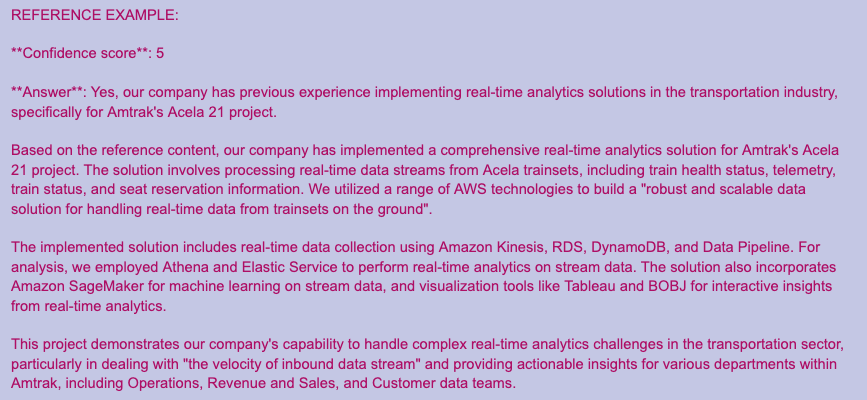 REFERENCE EXAMPLE:
**Confidence score**: 5
**Answer**: Yes, our company has previous experience implementing real-time analytics solutions in the transportation industry,
specifically for Amtrak's Acela 21 project.
Based on the reference content, our company has implemented a comprehensive real-time analytics solution for Amtrak's Acela
21 project. The solution involves processing real-time data streams from Acela trainsets, including train health status, telemetry,
train status, and seat reservation information. We utilized a range of AWS technologies to build a "robust and scalable data
solution for handling real-time data from trainsets on the ground".
The implemented solution includes real-time data collection using Amazon Kinesis, RDS, DynamoDB, and Data Pipeline. For
analysis, we employed Athena and Elastic Service to perform real-time analytics on stream data. The solution also incorporates
Amazon SageMaker for machine learning on stream data, and visualization tools like Tableau and BOBJ for interactive insights
from real-time analytics.
This project demonstrates our company's capability to handle complex real-time analytics challenges in the transportation sector,
particularly in dealing with "the velocity of inbound data stream" and providing actionable insights for various departments within
Amtrak, including Operations, Revenue and Sales, and Customer data teams.